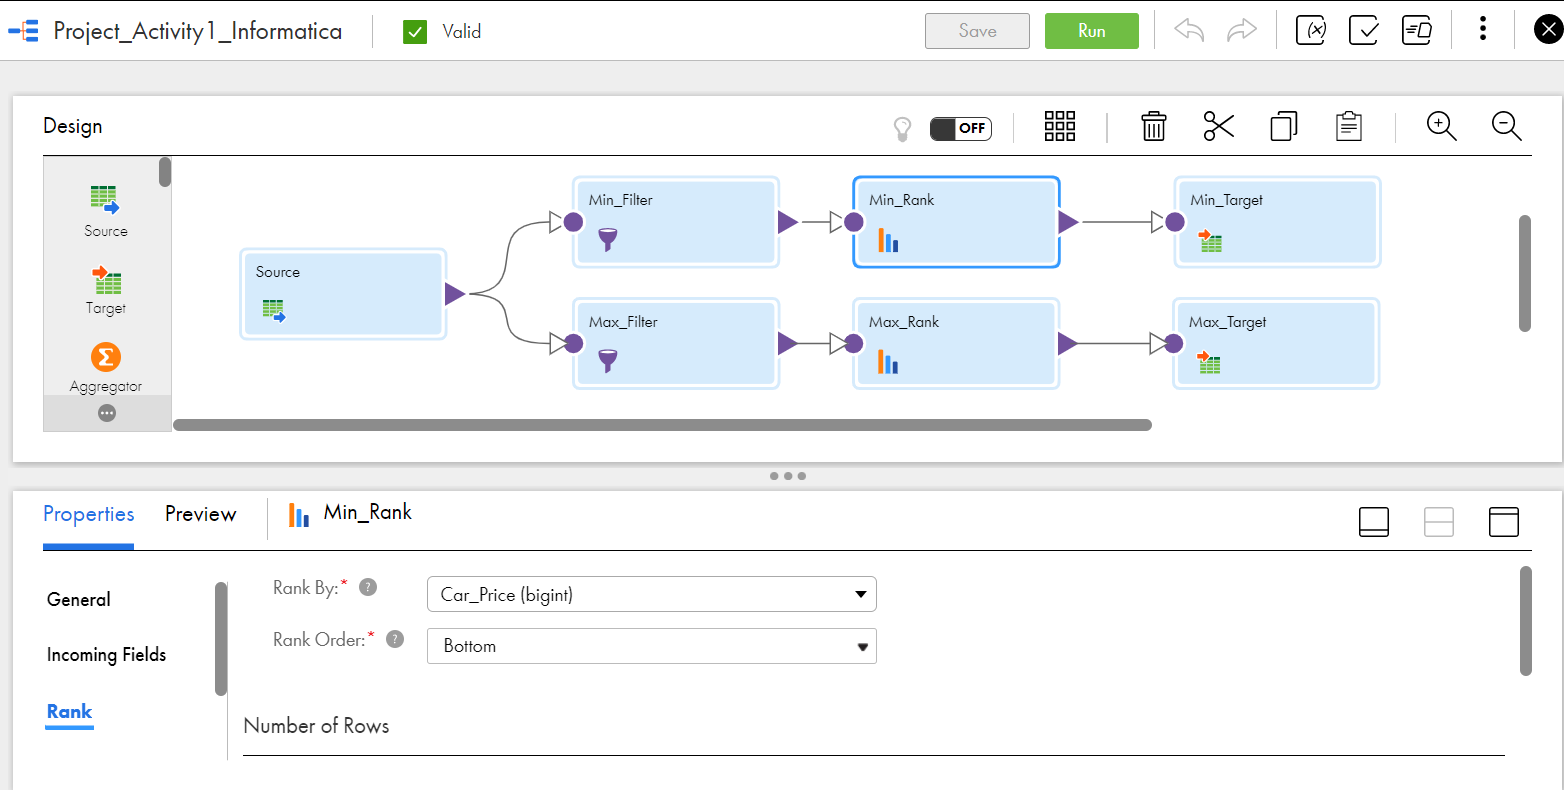 Project_Activity1_Informatica
Valid
Save
Run
(x)
Design
OFF
Source
Target
Aggregator
Source
Min_Filter
Min_Rank
Min_Target
Max_Filter
Max_Rank
Max_Target
Properties
Preview
Min_Rank
General
Incoming Fields
Rank
Rank By:* ?
Car_Price (bigint)
Rank Order:* ?
Bottom
Number of Rows